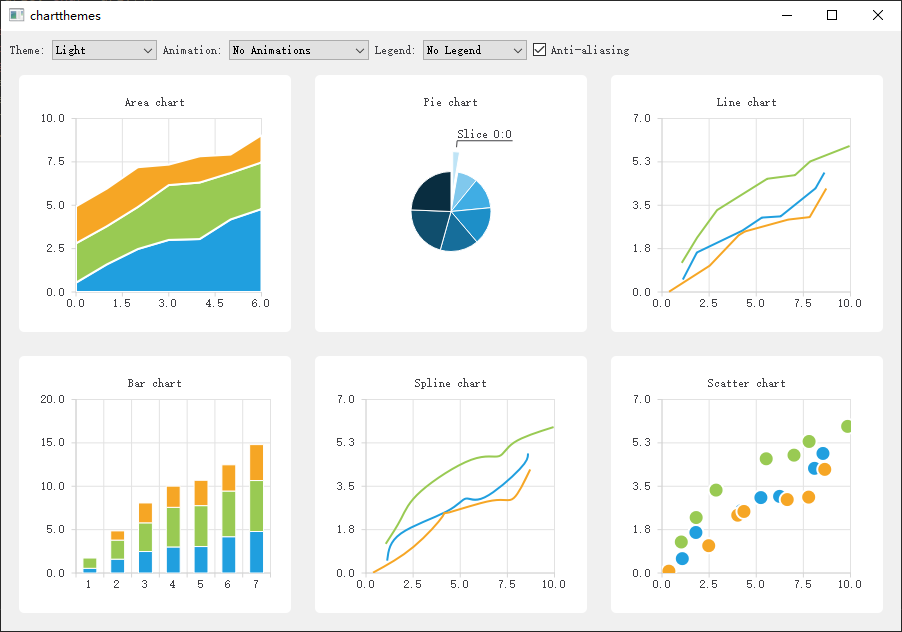 chartthemes
Theme: Light Animation: No Animations Legend: No Legend Anti-aliasing
Area chart
10.0
7.5
5.0
2.5
0.0
0.0 1.5 3.0 4.5 6.0
Pie chart
Slice 0:0
Line chart
7.0
5.3
3.5
1.8
0.0
0.0 2.5 5.0 7.5 10.0
Bar chart
20.0
15.0
10.0
5.0
0.0
1 2 3 4 5 6 7
Spline chart
7.0
5.3
3.5
1.8
0.0
0.0 2.5 5.0 7.5 10.0
Scatter chart
7.0
5.3
3.5
1.8
0.0
0.0 2.5 5.0 7.5 10.0